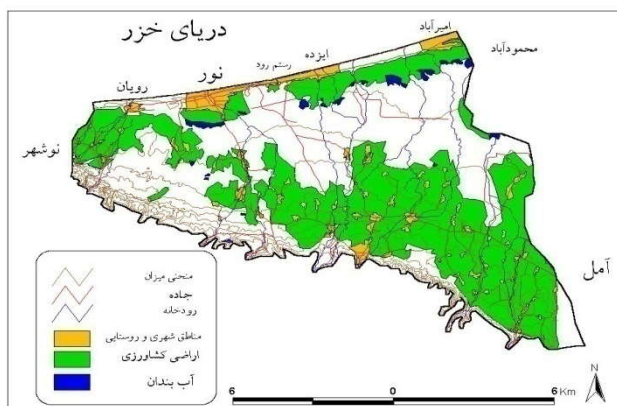 دریای خزر
امیرآباد
محمودآباد
ایزده
رستم رود
نور
رویان
نوشهر
آمل
منحنی میزان
جاده
رودخانه
مناطق شهری و روستایی
اراضی کشاورزی
آب بندان
6 0 6 Km
N